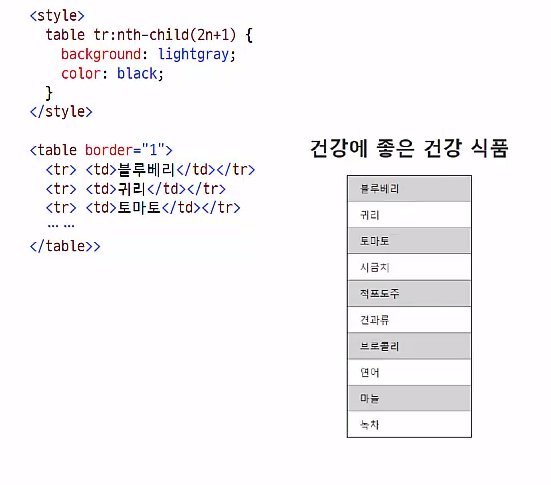 <style>
table tr:nth-child(2n+1) {
background: lightgray;
color: black;
}
</style>
<table border="1">
<tr> <td>블루베리</td></tr>
<tr> <td>귀리</td></tr>
<tr> <td>토마토</td></tr>
……
</table>>
건강에 좋은 건강 식품
블루베리
귀리
토마토
시금치
적포도주
견과류
브로콜리
연어
마늘
녹차